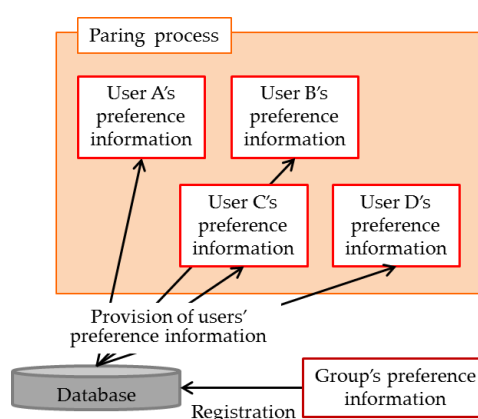 Paring process
User A's
preference
information
User B's
preference
information
User C's
preference
information
User D's
preference
information
Provision of users'
preference information
Database
Registration
Group's preference
information